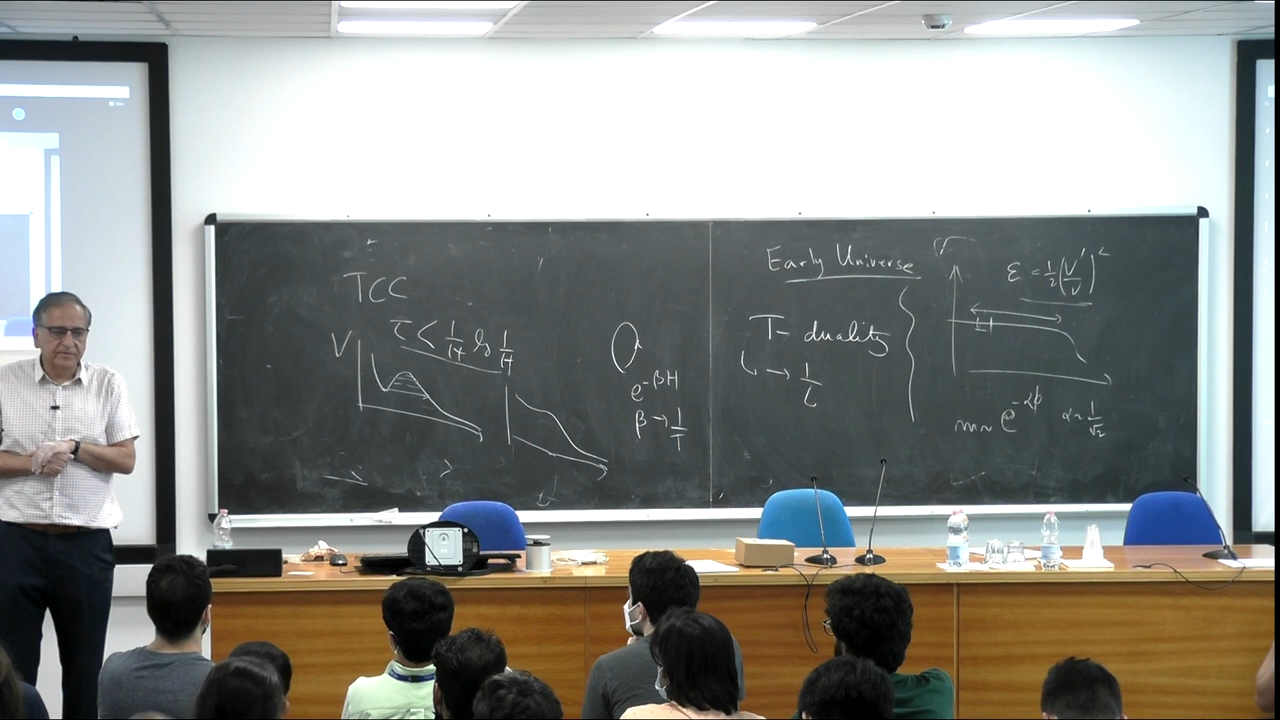 TCC
τ < 1/H ln 1/H
V
e^{-βH}
β → 1/T
Early Universe
T-duality
L → 1/L
ε = 1/2 (V'/V)^2
m ~ e^{-αφ} α ~ 1/√2